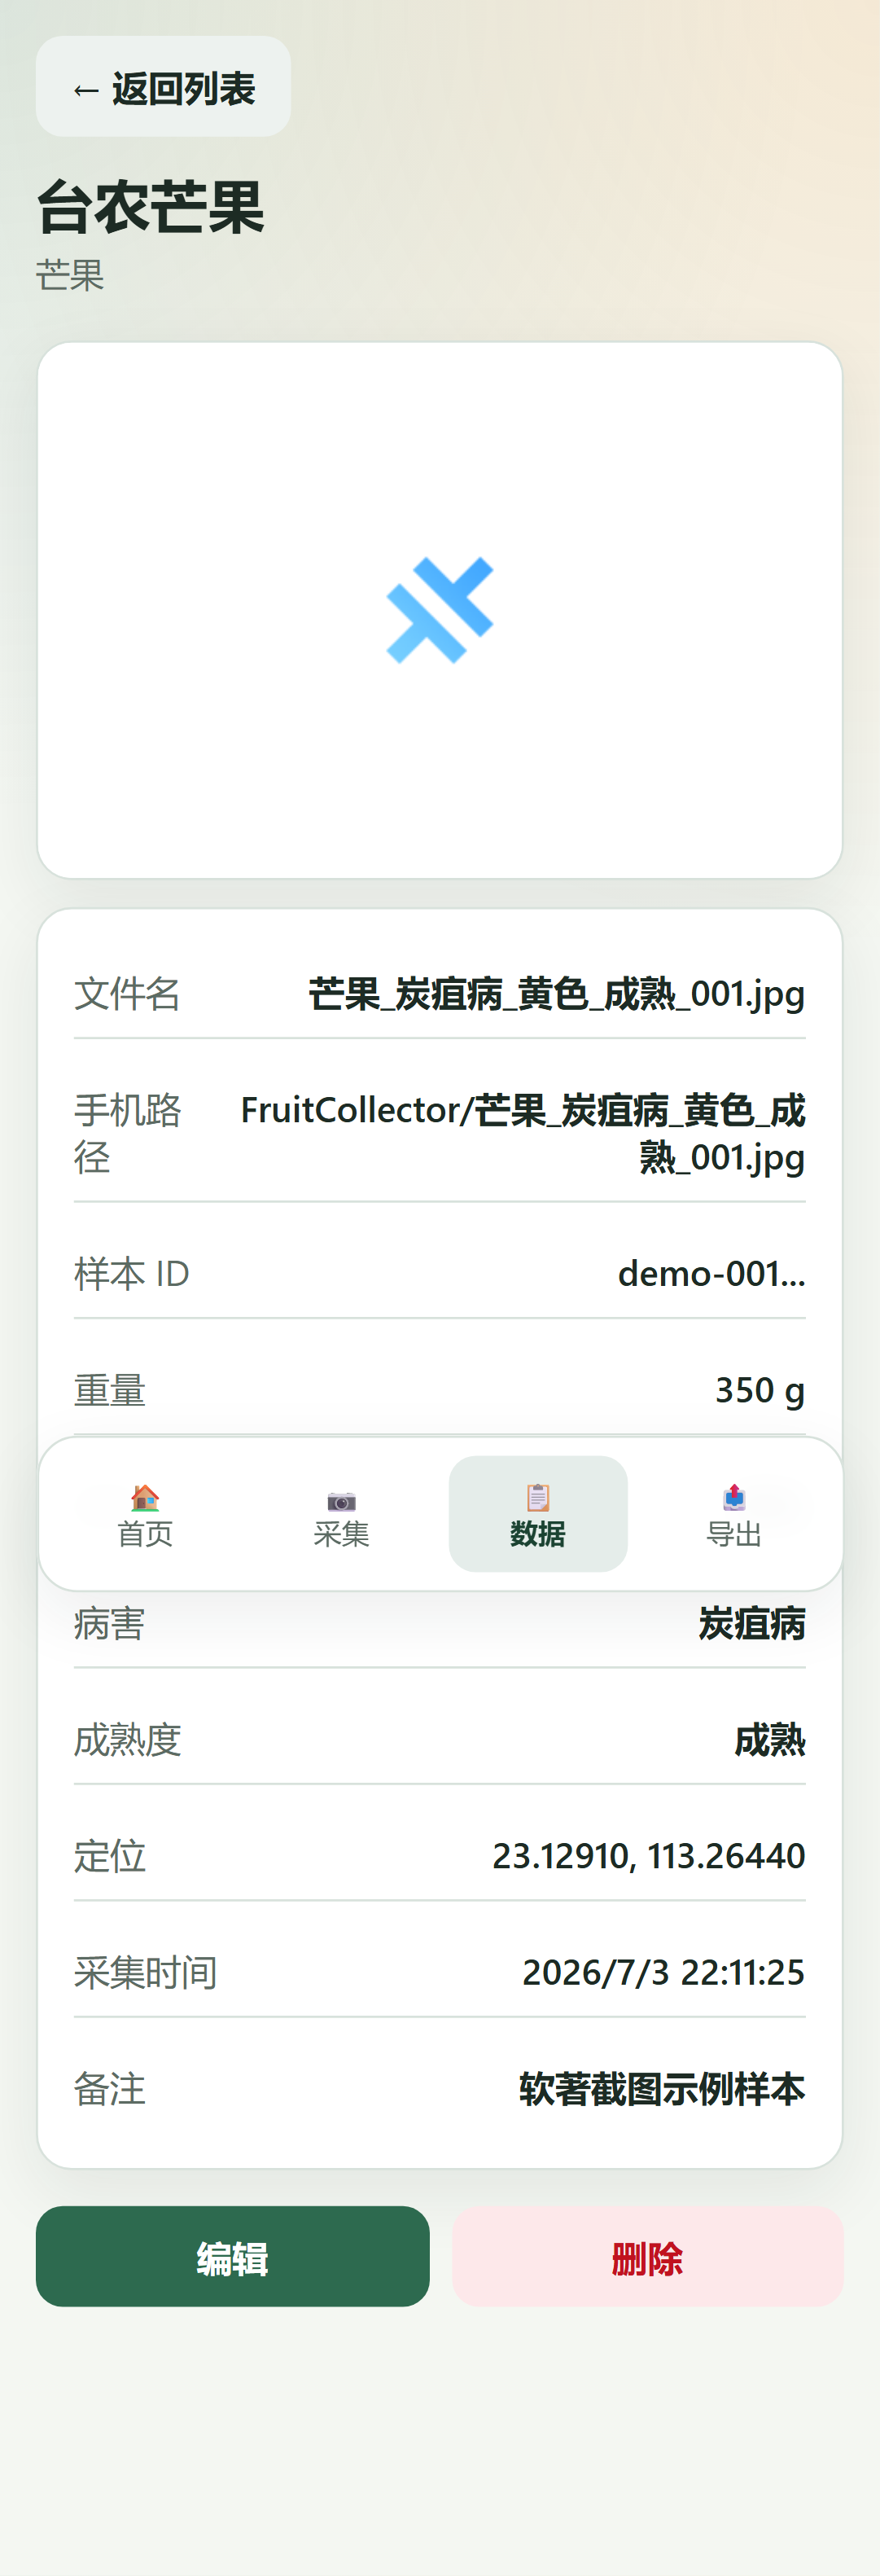 ← 返回列表
台农芒果
芒果
文件名 芒果_炭疽病_黄色_成熟_001.jpg
手机路径 FruitCollector/芒果_炭疽病_黄色_成
熟_001.jpg
样本 ID demo-001...
重量 350 g
首页 采集 数据 导出
病害 炭疽病
成熟度 成熟
定位 23.12910, 113.26440
采集时间 2026/7/3 22:11:25
备注 软著截图示例样本
编辑 删除